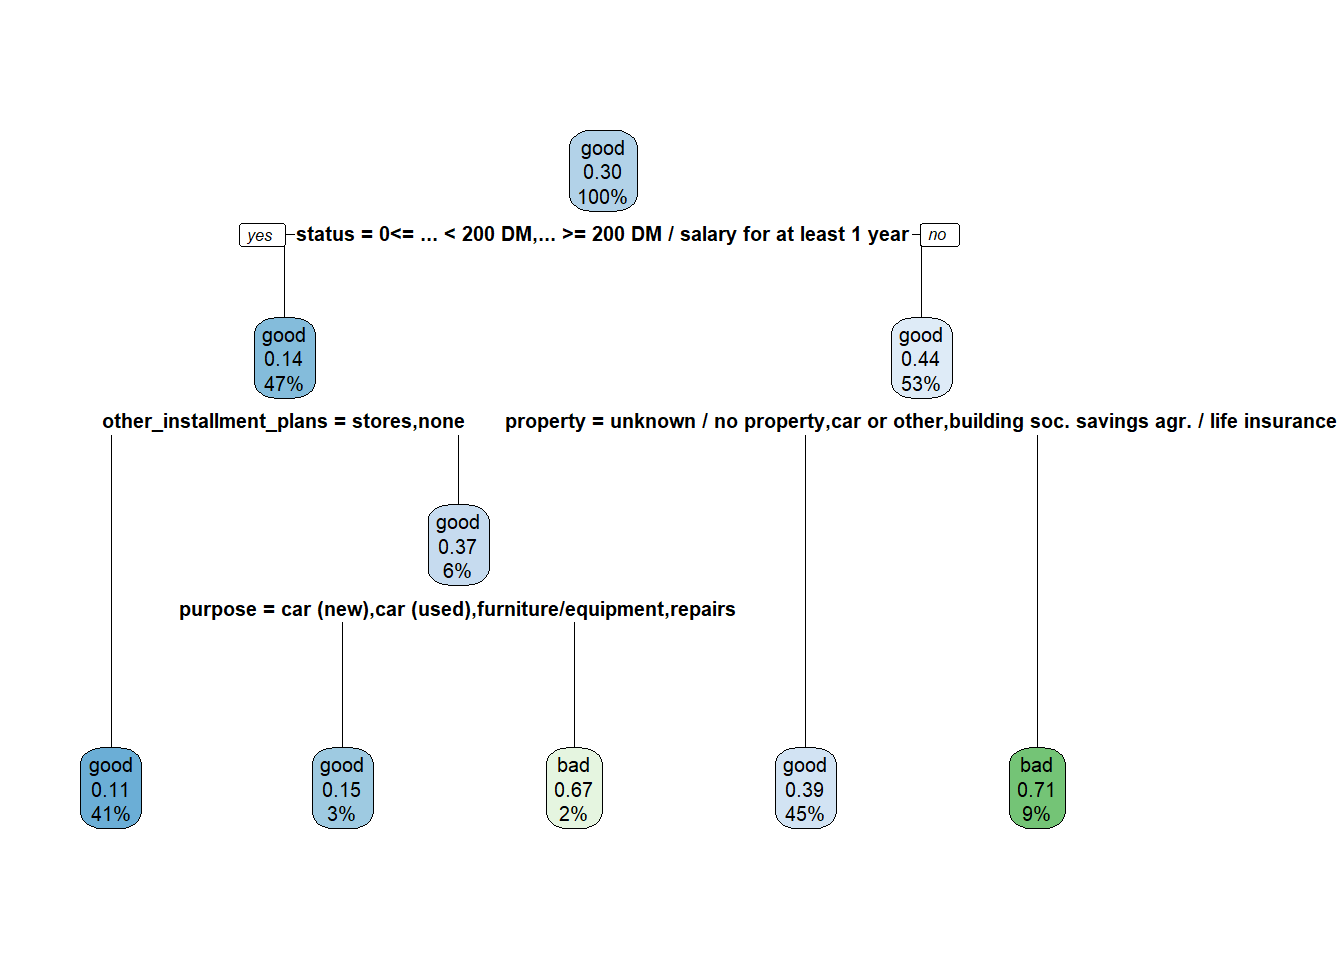 good
0.30
100%
yes
status = 0<= ... < 200 DM,... >= 200 DM / salary for at least 1 year
no
good
0.14
47%
good
0.44
53%
other_installment_plans = stores,none
property = unknown / no property,car or other,building soc. savings agr. / life insurance
good
0.37
6%
purpose = car (new),car (used),furniture/equipment,repairs
good
0.11
41%
good
0.15
3%
bad
0.67
2%
good
0.39
45%
bad
0.71
9%